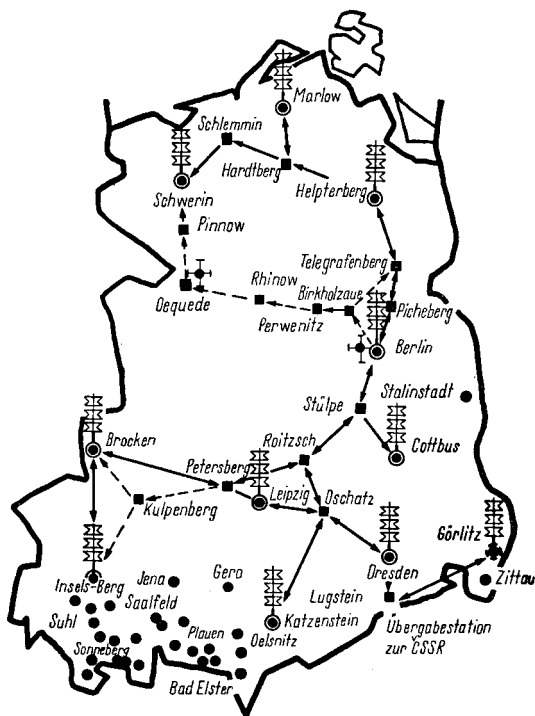 Marlow
Schlemmin
Hardtberg
Helpterberg
Schwerin
Pinnow
Telegrafenberg
Rhinow
Birkholzaue
Oequede
Perwenitz
Picheberg
Berlin
Stülpe
Stalinstadt
Brocken
Roitzsch
Cottbus
Petersberg
Leipzig
Oschatz
Kulpenberg
Görlitz
Insels-Berg
Jena
Gera
Dresden
Zittau
Saalfeld
Suhl
Lugstein
Katzenstein
Plauen
Oelsnitz
Übergabestation
zur ČSSR
Sonneberg
Bad Elster